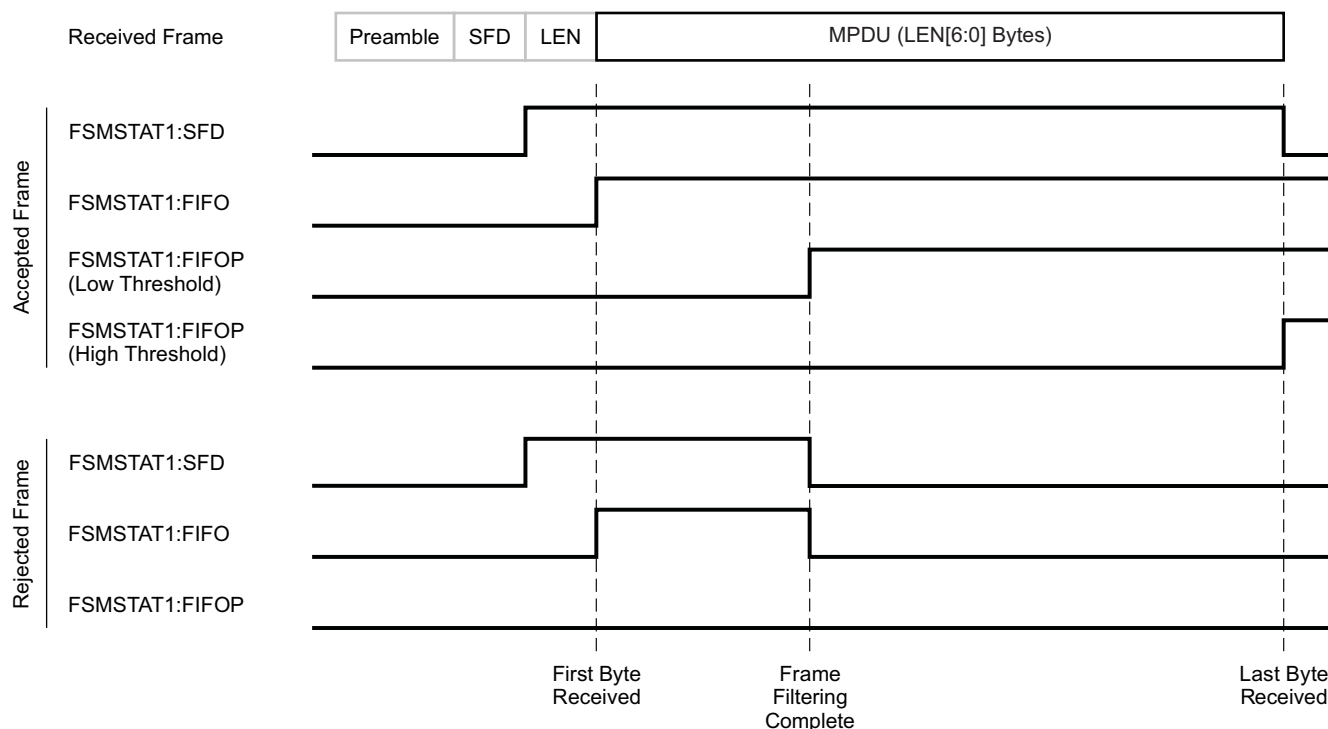 Received Frame
Preamble
SFD
LEN
MPDU (LEN[6:0] Bytes)
Accepted Frame
FSMSTAT1:SFD
FSMSTAT1:FIFO
FSMSTAT1:FIFOP
(Low Threshold)
FSMSTAT1:FIFOP
(High Threshold)
Rejected Frame
FSMSTAT1:SFD
FSMSTAT1:FIFO
FSMSTAT1:FIFOP
First Byte
Received
Frame
Filtering
Complete
Last Byte
Received